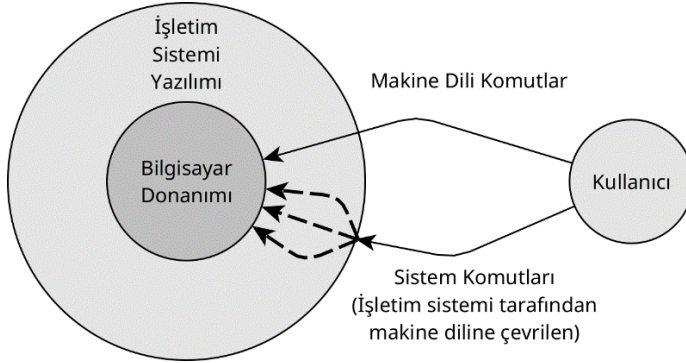 İşletim
Sistemi
Yazılımı
Makine Dili Komutlar
Bilgisayar
Donanımı
Kullanıcı
Sistem Komutları
(İşletim sistemi tarafından
makine diline çevrilen)